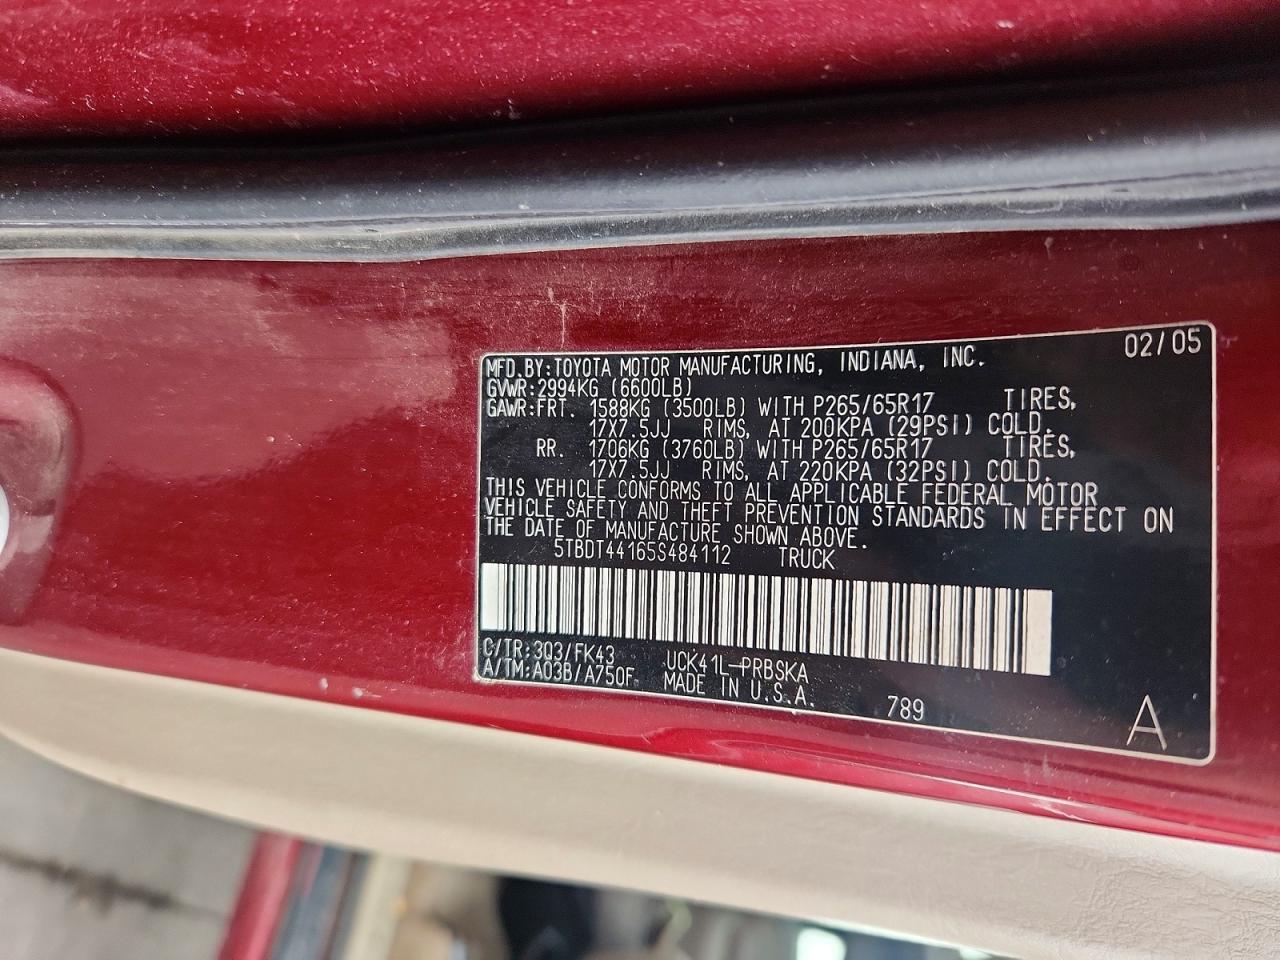 02/05
MFD.BY:TOYOTA MOTOR MANUFACTURING, INDIANA, INC.
GVWR:2994KG (6600LB)
GAWR:FRT. 1588KG (3500LB) WITH P265/65R17 TIRES,
17X7.5JJ RIMS, AT 200KPA (29PSI) COLD.
RR. 1706KG (3760LB) WITH P265/65R17 TIRES,
17X7.5JJ RIMS, AT 220KPA (32PSI) COLD.
THIS VEHICLE CONFORMS TO ALL APPLICABLE FEDERAL MOTOR
VEHICLE SAFETY AND THEFT PREVENTION STANDARDS IN EFFECT ON
THE DATE OF MANUFACTURE SHOWN ABOVE.
5TBDT44165S484112 TRUCK
C/TR:3Q3/FK43 UCK41L-PRBSKA
A/TM:A03B/A750F MADE IN U.S.A. 789
A